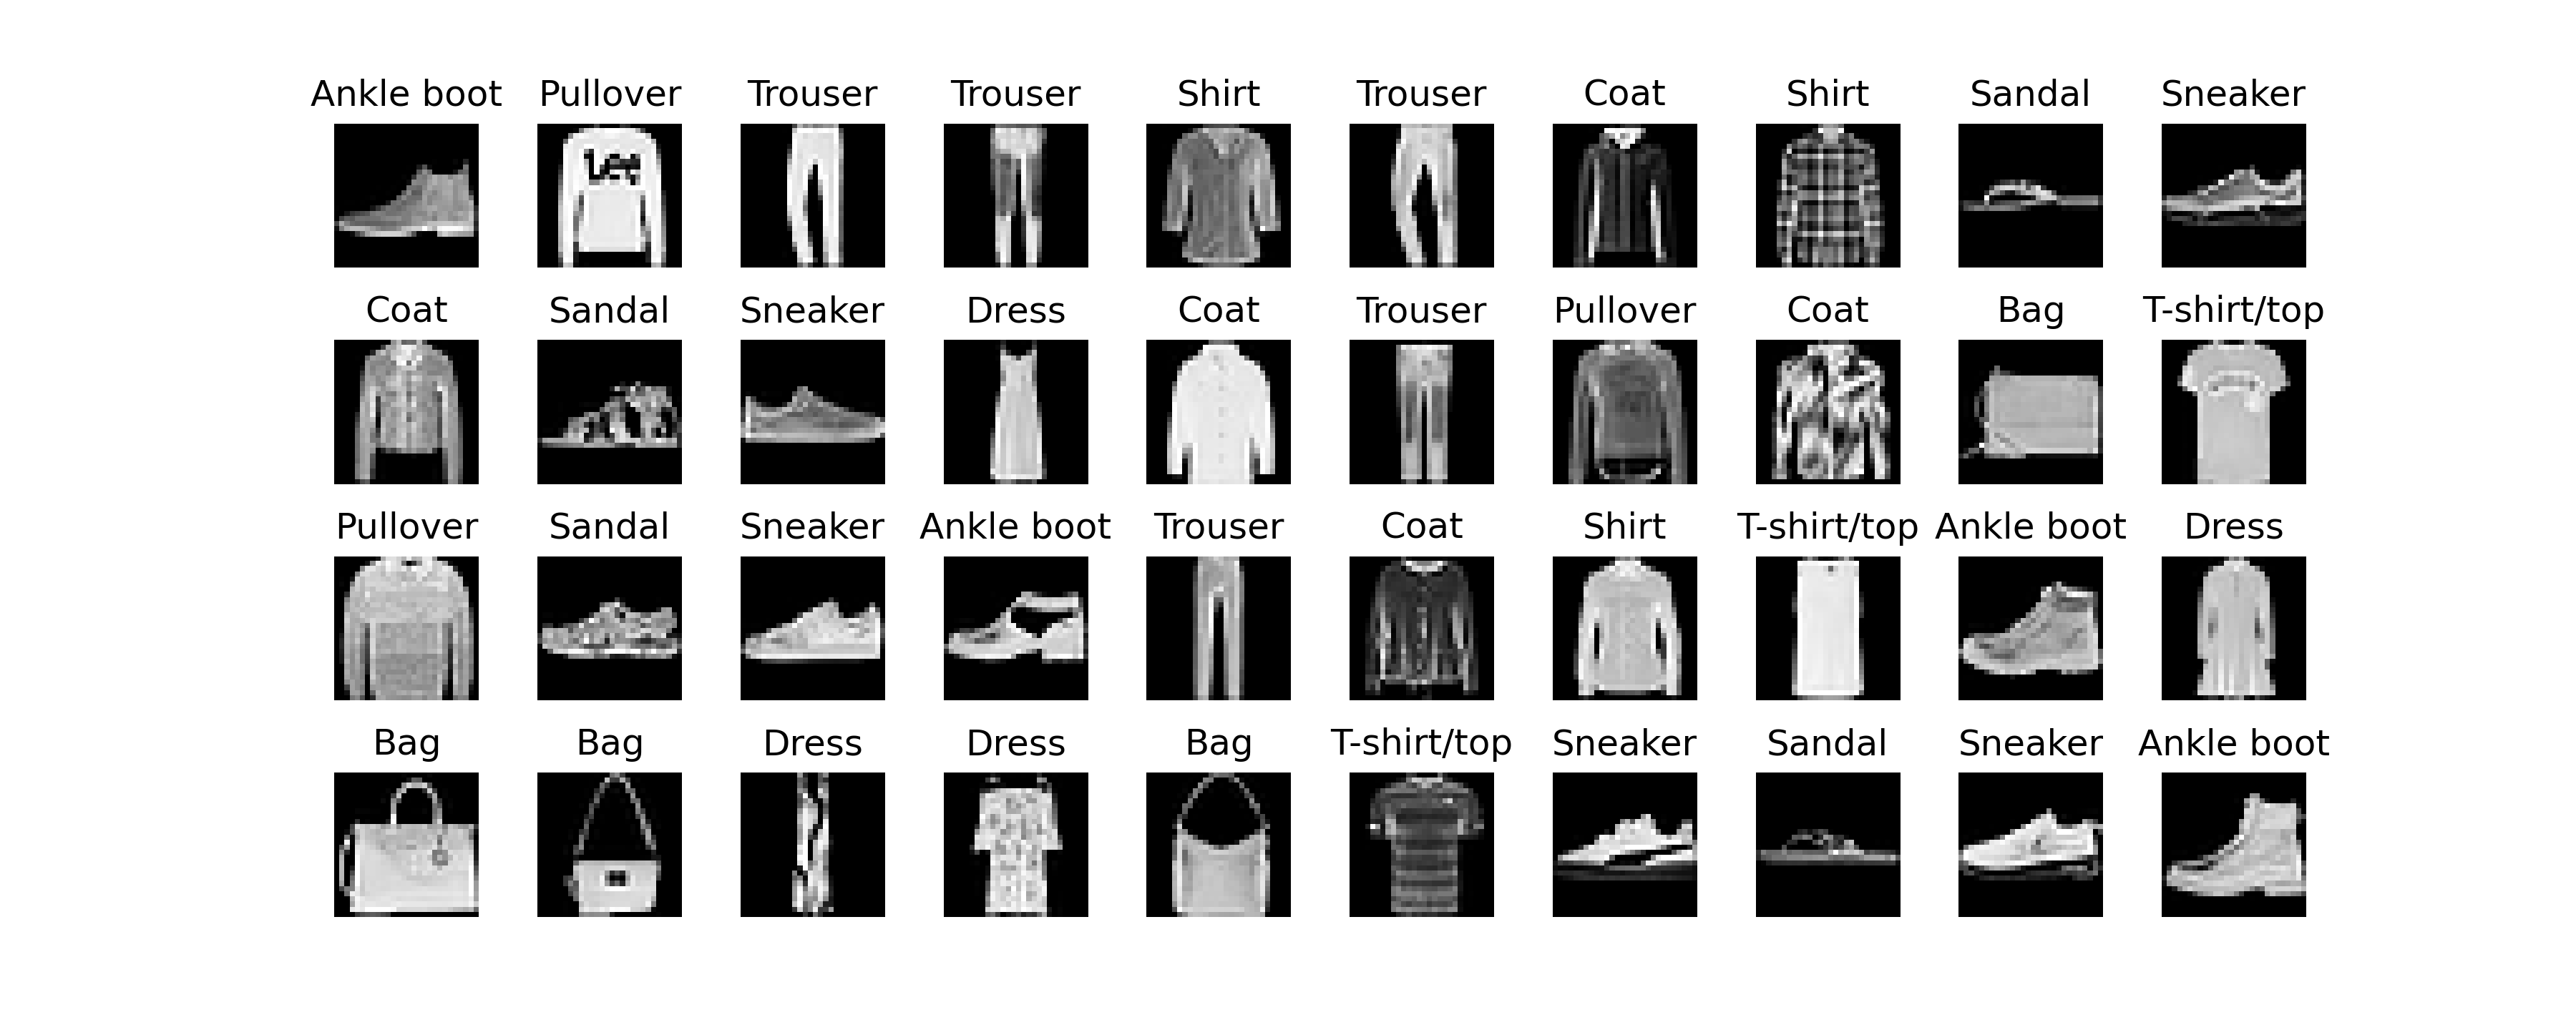 Ankle boot Pullover Trouser Trouser Shirt Trouser Coat Shirt Sandal Sneaker
Lee
Coat Sandal Sneaker Dress Coat Trouser Pullover Coat Bag T-shirt/top
Pullover Sandal Sneaker Ankle boot Trouser Coat Shirt T-shirt/top Ankle boot Dress
Bag Bag Dress Dress Bag T-shirt/top Sneaker Sandal Sneaker Ankle boot